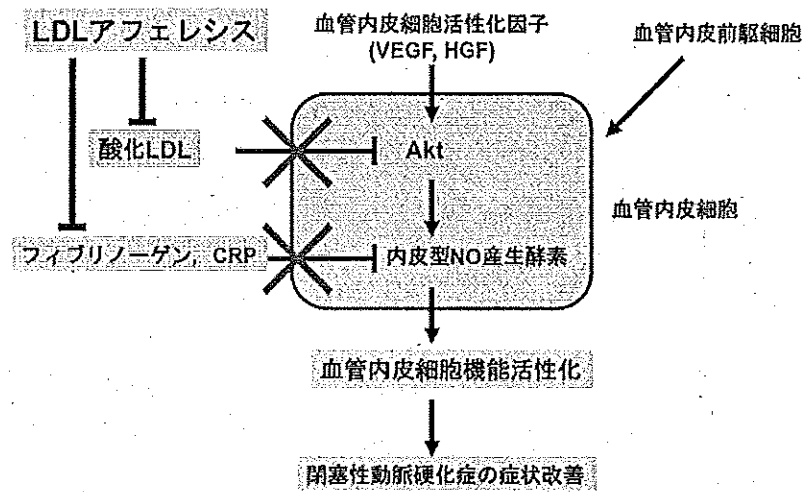 LDLアフェレシス
血管内皮細胞活性化因子
(VEGF, HGF)
血管内皮前駆細胞
酸化LDL
Akt
血管内皮細胞
フィブリノーゲン, CRP
内皮型NO産生酵素
血管内皮細胞機能活性化
閉塞性動脈硬化症の症状改善